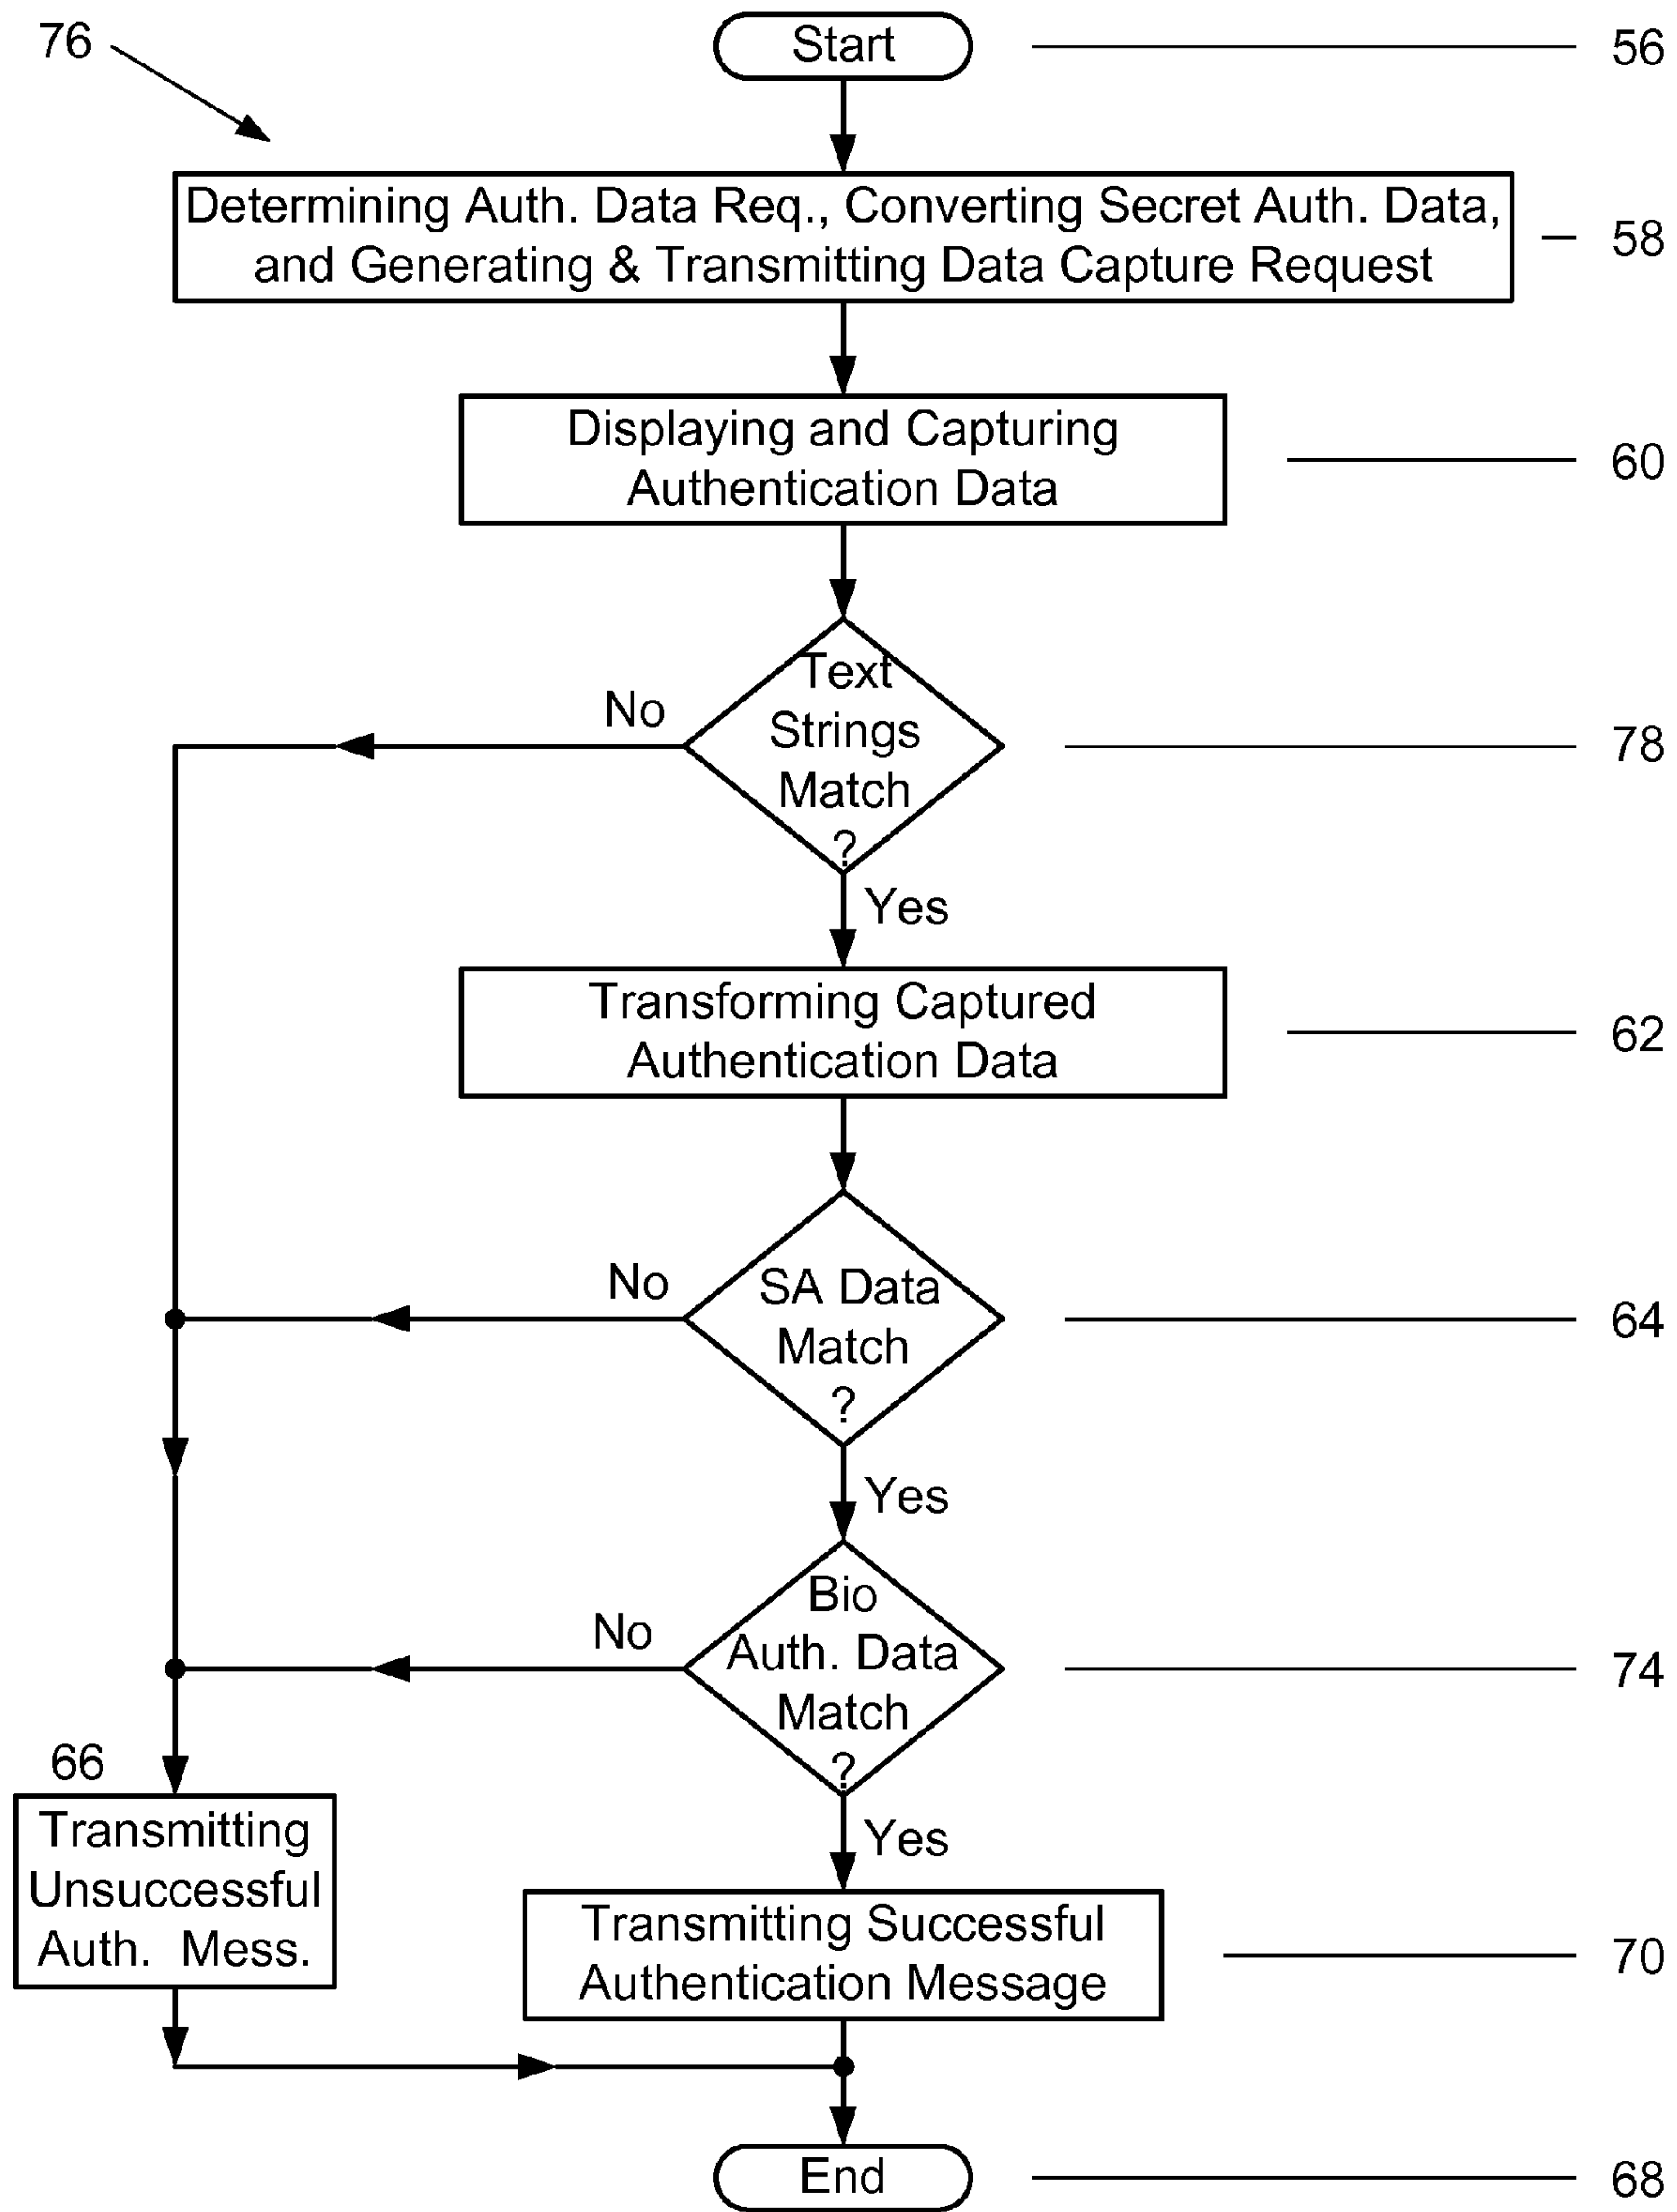 76
Start
56
Determining Auth. Data Req., Converting Secret Auth. Data,
and Generating & Transmitting Data Capture Request
58
Displaying and Capturing
Authentication Data
60
Text
Strings
Match
?
No
78
Yes
Transforming Captured
Authentication Data
62
SA Data
Match
?
No
64
Yes
Bio
Auth. Data
Match
?
No
74
Yes
66
Transmitting
Unsuccessful
Auth. Mess.
Transmitting Successful
Authentication Message
70
End
68